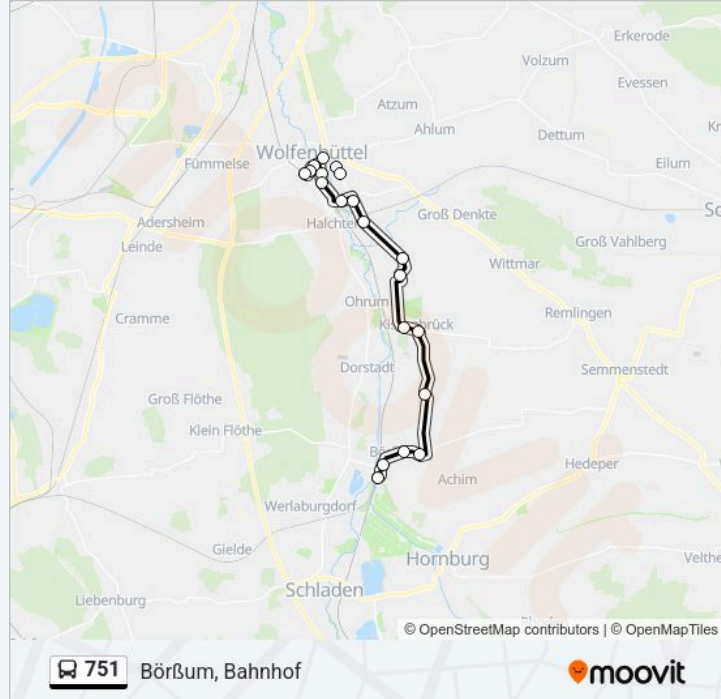 Erkerode
Volzum
Evessen
Atzum
Ahlum
Dettum
Wolfenbüttel
Fümmelse
Eilum
Groß Denkte
Adersheim
Halchter
Leinde
Groß Vahlberg
Wittmar
Ohrum
Cramme
Remlingen
Dorstadt
Semmenstedt
Groß Flöthe
Klein Flöthe
Hedeper
Achim
Werlaburgdorf
Gielde
Hornburg
Schladen
Liebenburg
© OpenStreetMap contributors | © OpenMapTiles
751 Börßum, Bahnhof
moovit